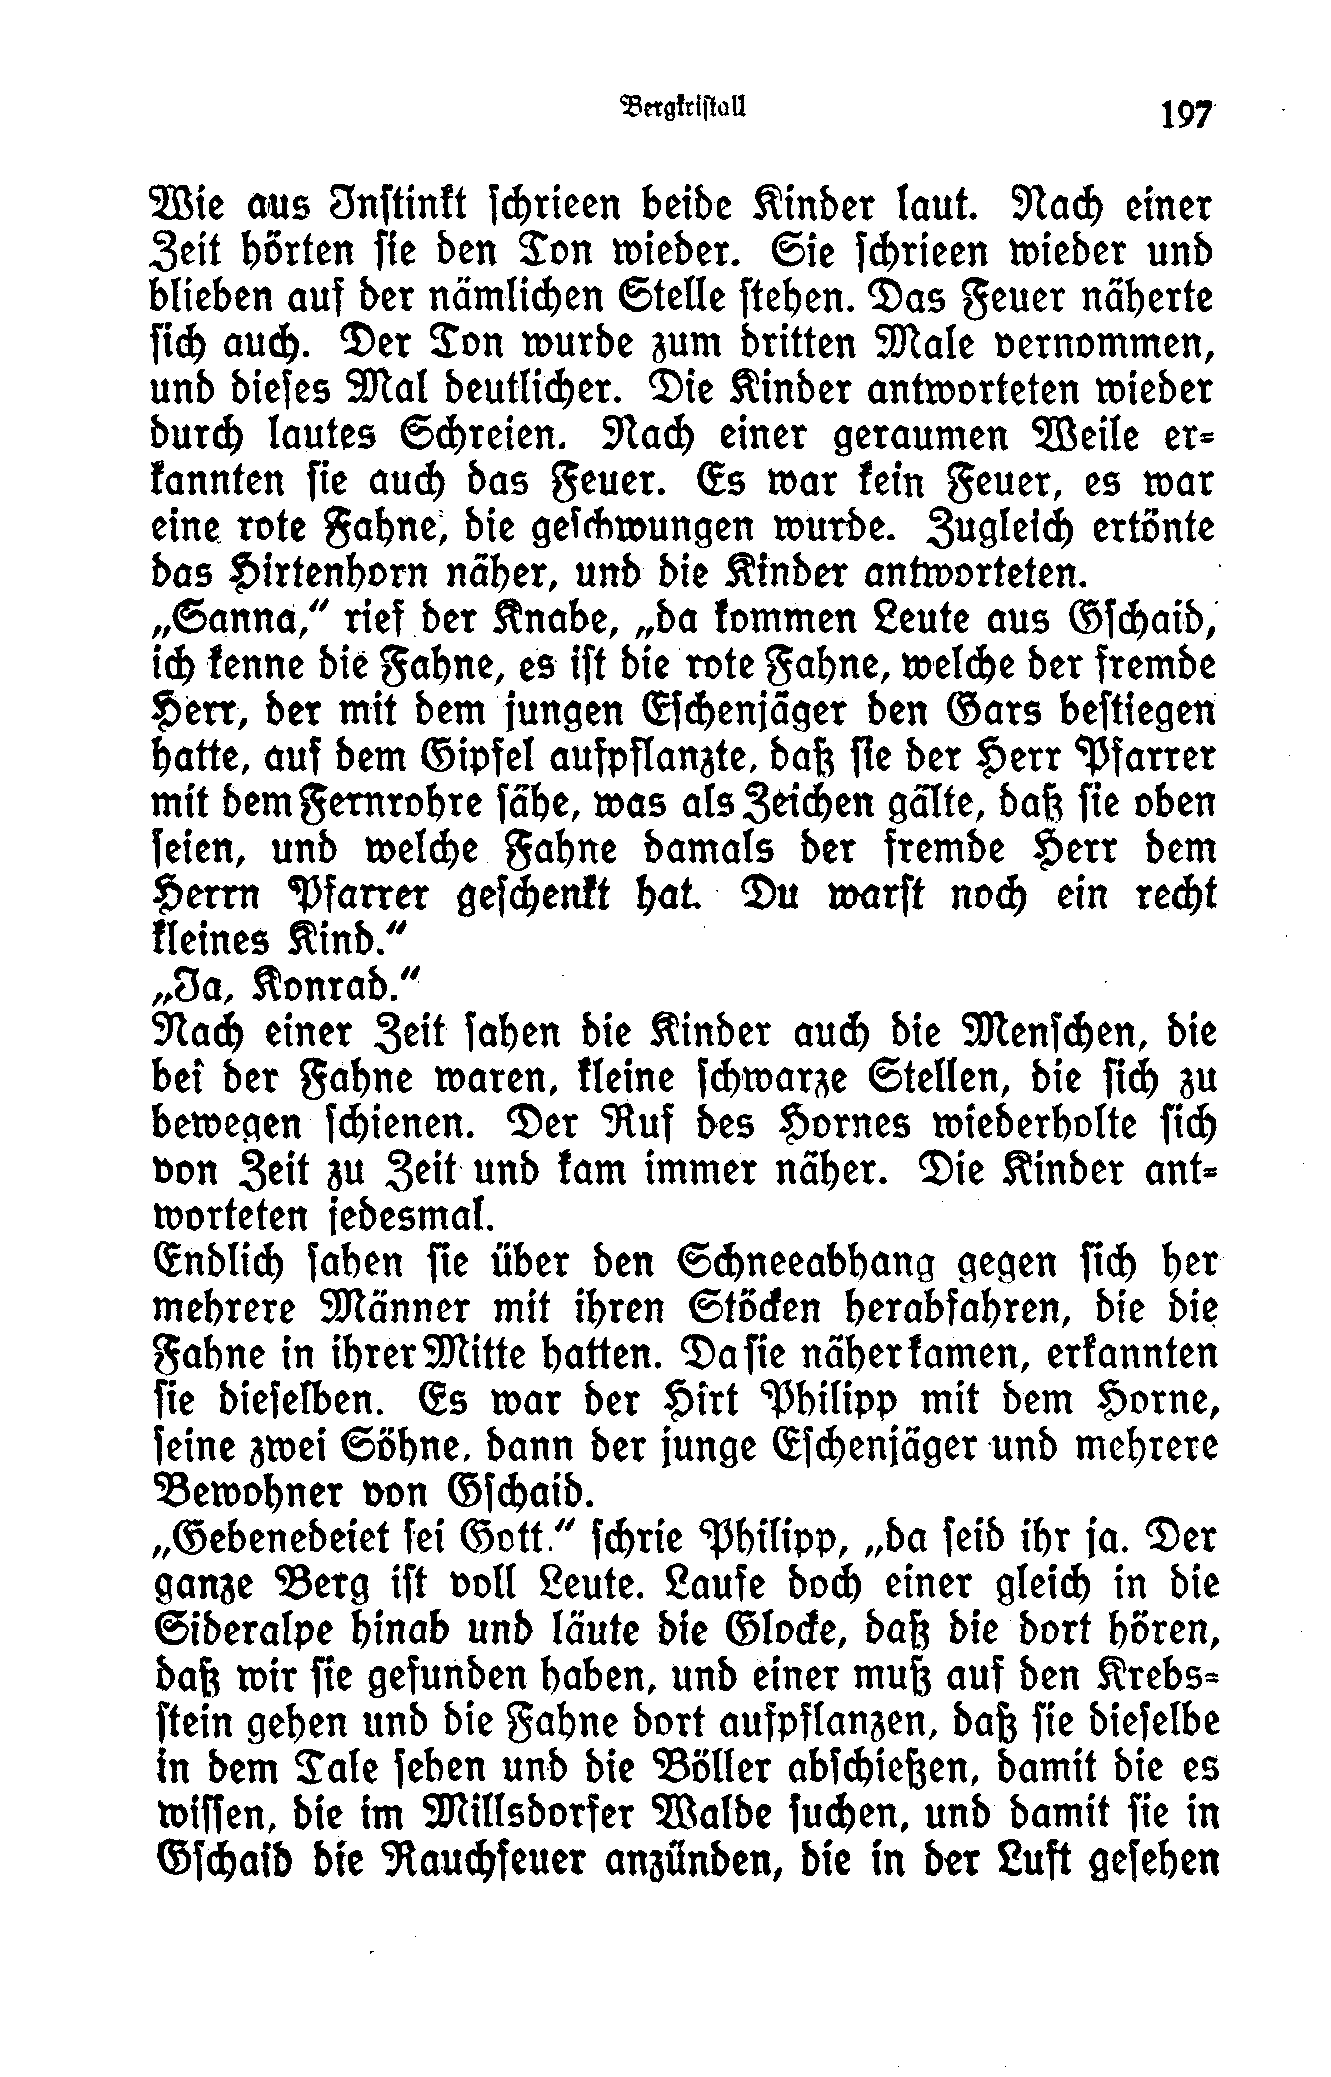 Bergkristall 197
Wie aus Instinkt schrieen beide Kinder laut. Nach einer
Zeit hörten sie den Ton wieder. Sie schrieen wieder und
blieben auf der nämlichen Stelle stehen. Das Feuer näherte
sich auch. Der Ton wurde zum dritten Male vernommen,
und dieses Mal deutlicher. Die Kinder antworteten wieder
durch lautes Schreien. Nach einer geraumen Weile er-
kannten sie auch das Feuer. Es war kein Feuer, es war
eine rote Fahne, die geschwungen wurde. Zugleich ertönte
das Hirtenhorn näher, und die Kinder antworteten.
„Sanna,“ rief der Knabe, „da kommen Leute aus Gschaid,
ich kenne die Fahne, es ist die rote Fahne, welche der fremde
Herr, der mit dem jungen Eschenjäger den Gars bestiegen
hatte, auf dem Gipfel aufpflanzte, daß sie der Herr Pfarrer
mit dem Fernrohre sähe, was als Zeichen gälte, daß sie oben
seien, und welche Fahne damals der fremde Herr dem
Herrn Pfarrer geschenkt hat. Du warst noch ein recht
kleines Kind.“
„Ja, Konrad.“
Nach einer Zeit sahen die Kinder auch die Menschen, die
bei der Fahne waren, kleine schwarze Stellen, die sich zu
bewegen schienen. Der Ruf des Hornes wiederholte sich
von Zeit zu Zeit und kam immer näher. Die Kinder ant-
worteten jedesmal.
Endlich sahen sie über den Schneeabhang gegen sich her
mehrere Männer mit ihren Stöcken herabfahren, die die
Fahne in ihrer Mitte hatten. Da sie näher kamen, erkannten
sie dieselben. Es war der Hirt Philipp mit dem Horne,
seine zwei Söhne, dann der junge Eschenjäger und mehrere
Bewohner von Gschaid.
„Gebenedeiet sei Gott.“ schrie Philipp, „da seid ihr ja. Der
ganze Berg ist voll Leute. Laufe doch einer gleich in die
Sideralpe hinab und läute die Glocke, daß die dort hören,
daß wir sie gefunden haben, und einer muß auf den Krebs-
stein gehen und die Fahne dort aufpflanzen, daß sie dieselbe
in dem Tale sehen und die Böller abschießen, damit die es
wissen, die im Millsdorfer Walde suchen, und damit sie in
Gschaid die Rauchfeuer anzünden, die in der Luft gesehen